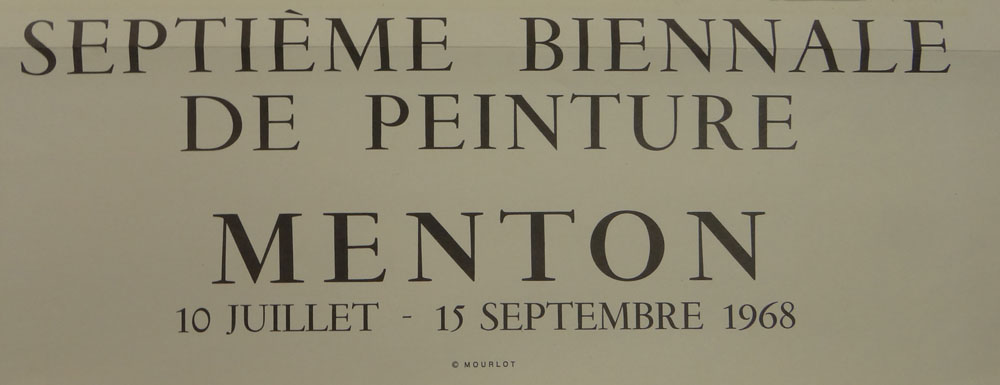 SEPTIÈME BIENNALE
DE PEINTURE
MENTON
10 JUILLET - 15 SEPTEMBRE 1968
© MOURLOT